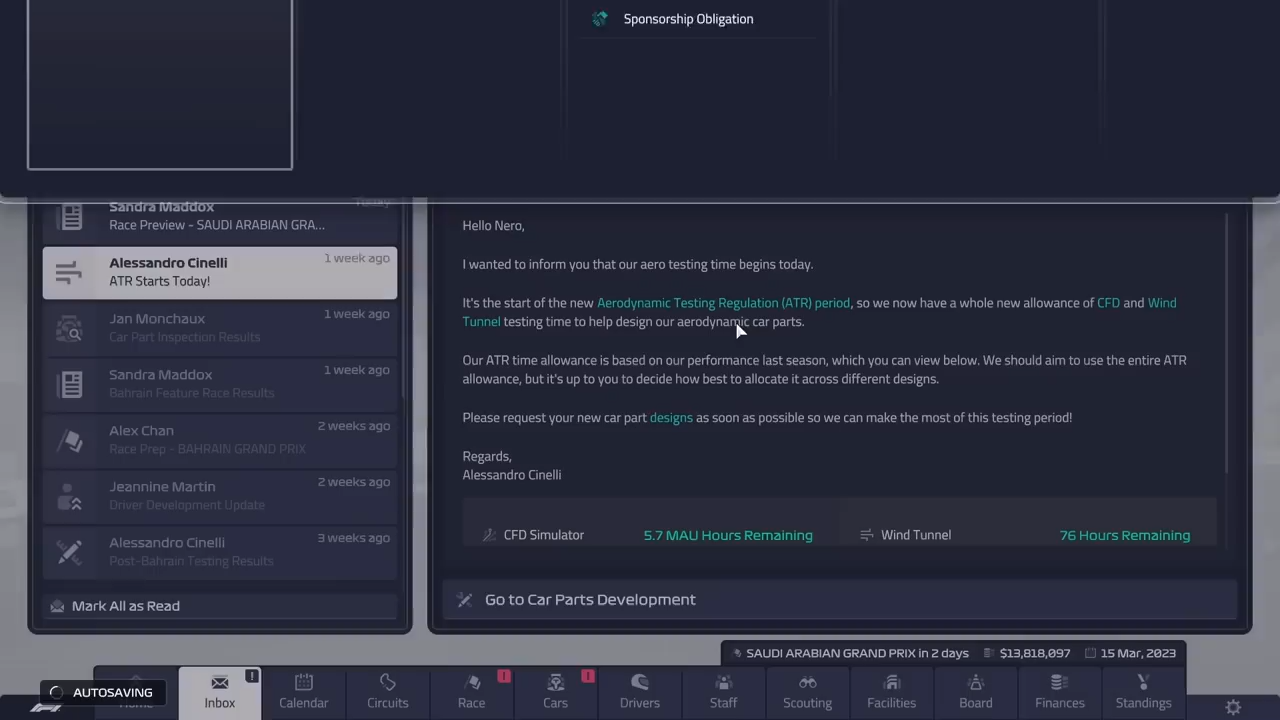 Sponsorship Obligation
Sandra Maddox
Today
Race Preview - SAUDI ARABIAN GRA...
Alessandro Cinelli
1 week ago
ATR Starts Today!
Jan Monchaux
1 week ago
Car Part Inspection Results
Sandra Maddox
1 week ago
Bahrain Feature Race Results
Alex Chan
2 weeks ago
Race Prep - BAHRAIN GRAND PRIX
Jeannine Martin
2 weeks ago
Driver Development Update
Alessandro Cinelli
3 weeks ago
Post-Bahrain Testing Results
Mark All as Read
Hello Nero,
I wanted to inform you that our aero testing time begins today.
It's the start of the new Aerodynamic Testing Regulation (ATR) period, so we now have a whole new allowance of CFD and Wind
Tunnel testing time to help design our aerodynamic car parts.
Our ATR time allowance is based on our performance last season, which you can view below. We should aim to use the entire ATR
allowance, but it's up to you to decide how best to allocate it across different designs.
Please request your new car part designs as soon as possible so we can make the most of this testing period!
Regards,
Alessandro Cinelli
CFD Simulator
5.7 MAU Hours Remaining
Wind Tunnel
76 Hours Remaining
Go to Car Parts Development
SAUDI ARABIAN GRAND PRIX in 2 days
$13,818,097
15 Mar, 2023
AUTOSAVING
Home
Inbox
Calendar
Circuits
Race
Cars
Drivers
Staff
Scouting
Facilities
Board
Finances
Standings